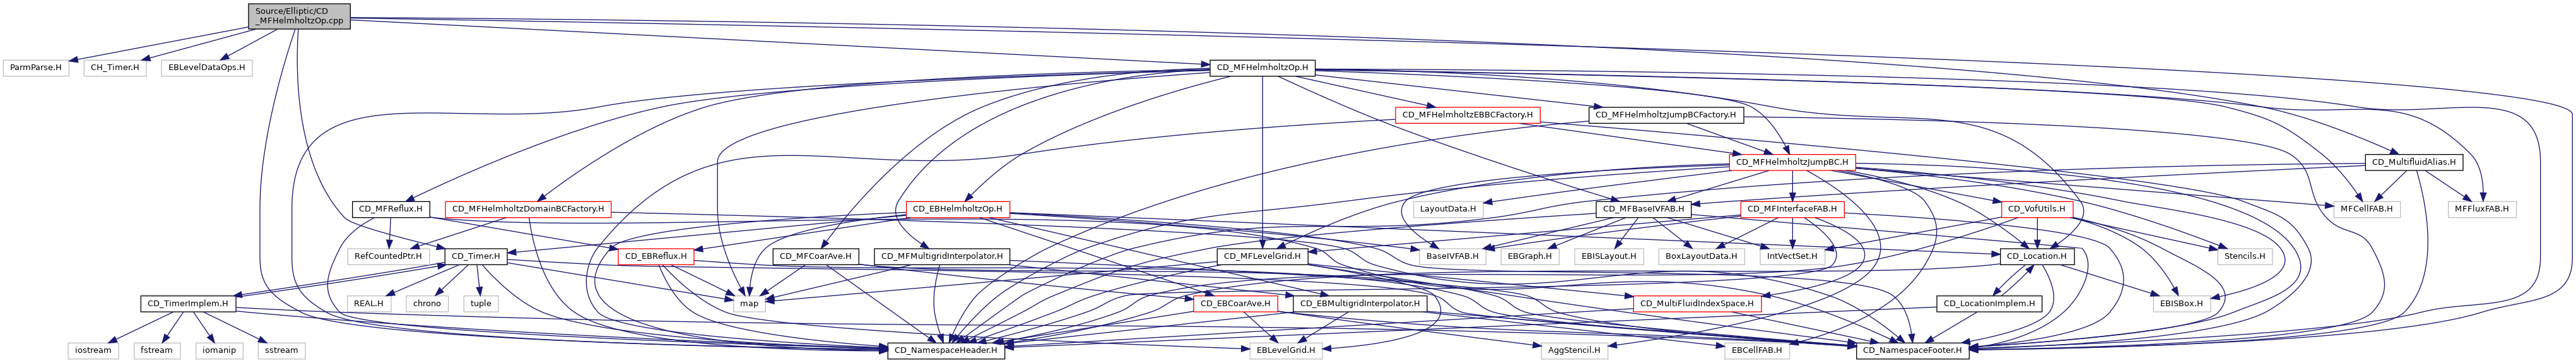 Source/Elliptic/CD
_MFHelmholtzOp.cpp
ParmParse.H
CH_Timer.H
EBLevelDataOps.H
CD_MFHelmholtzOp.H
CD_MFHelmholtzEBBCFactory.H
CD_MFHelmholtzJumpBCFactory.H
CD_MFHelmholtzJumpBC.H
CD_MultifluidAlias.H
CD_MFReflux.H
CD_MFHelmholtzDomainBCFactory.H
CD_EBHelmholtzOp.H
LayoutData.H
CD_MFBaseIVFAB.H
CD_MFInterfaceFAB.H
CD_VofUtils.H
MFCellFAB.H
MFFluxFAB.H
RefCountedPtr.H
CD_Timer.H
CD_EBReflux.H
CD_MFCoarAve.H
CD_MFMultigridInterpolator.H
CD_MFLevelGrid.H
BaseIVFAB.H
EBGraph.H
EBISLayout.H
BoxLayoutData.H
IntVectSet.H
CD_Location.H
Stencils.H
CD_TimerImplem.H
REAL.H
chrono
tuple
map
CD_EBCoarAve.H
CD_EBMultigridInterpolator.H
CD_MultiFluidIndexSpace.H
CD_LocationImplem.H
EBISBox.H
iostream
fstream
iomanip
sstream
CD_NamespaceHeader.H
EBLevelGrid.H
AggStencil.H
EBCellFAB.H
CD_NamespaceFooter.H